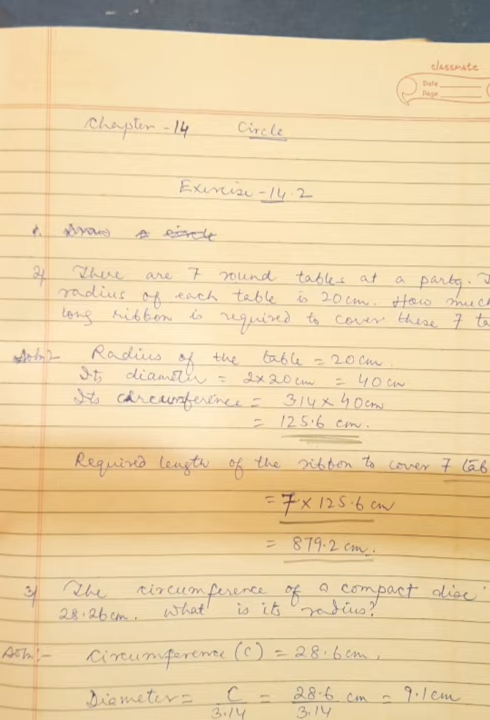 classmate
Date
Page
Chapter - 14 Circle
Exercise - 14.2
1. Draw a circle
2) There are 7 round tables at a party. T
radius of each table is 20 cm. How much
long ribbon is required to cover these 7 ta
Soln:- Radius of the table = 20 cm.
Its diameter = 2 x 20 cm = 40 cm
Its circumference = 3.14 x 40 cm
= 125.6 cm.
Required length of the ribbon to cover 7 tab
= 7 x 125.6 cm
= 879.2 cm.
3) The circumference of a compact disc
28.26 cm. What is its radius?
Soln:- Circumference (C) = 28.6 cm.
Diameter = C/3.14 = 28.6/3.14 cm = 9.1 cm